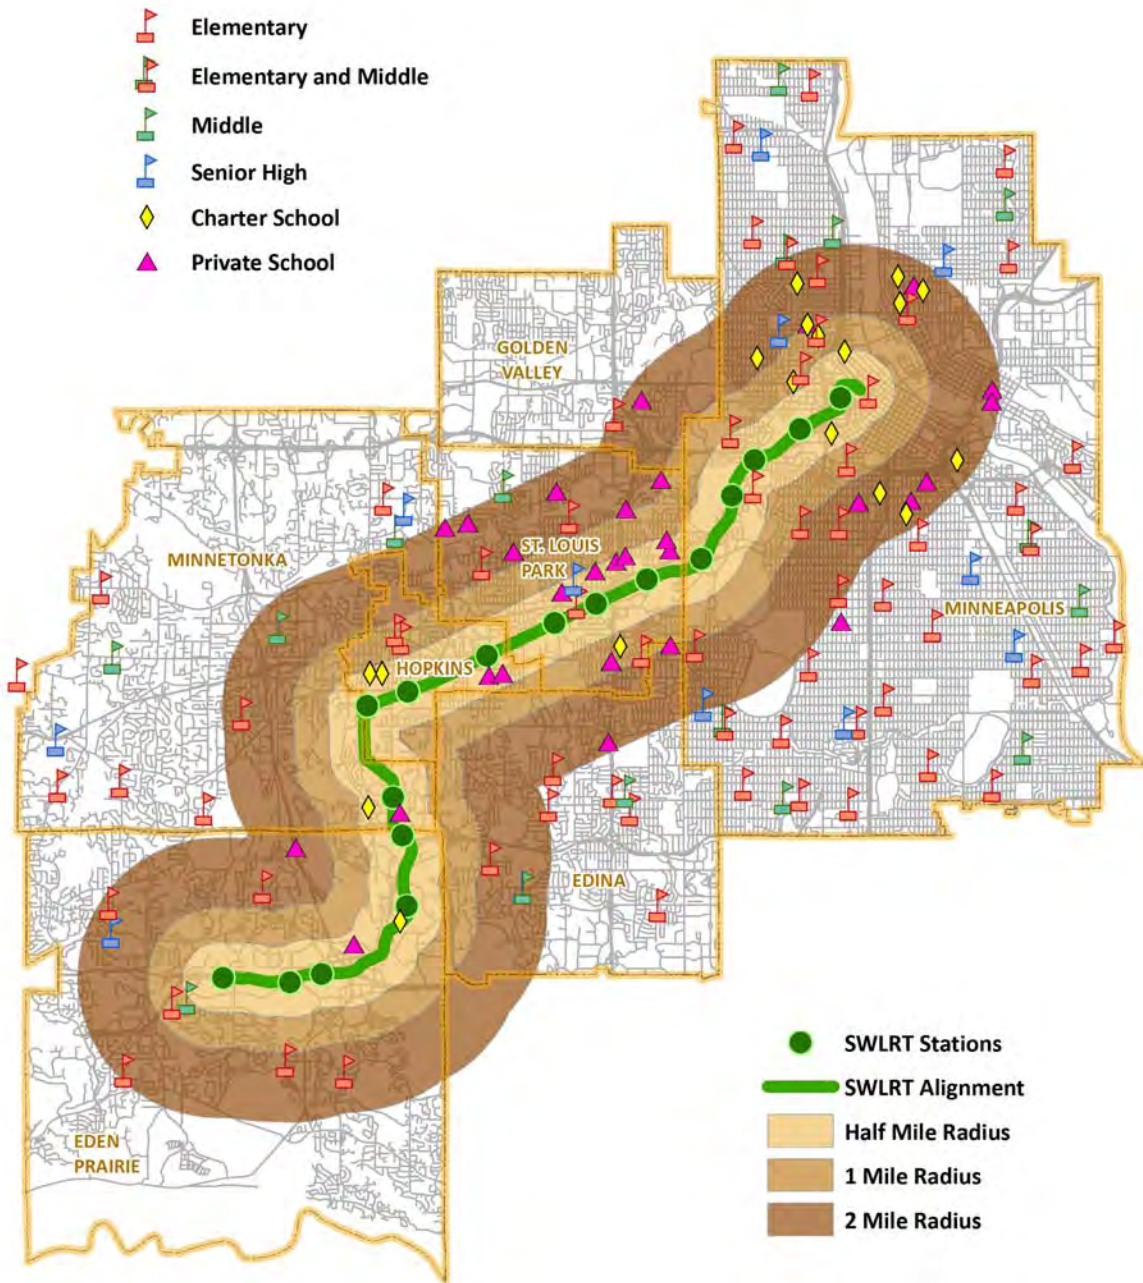 Elementary
Elementary and Middle
Middle
Senior High
Charter School
Private School
GOLDEN
VALLEY
MINNETONKA
ST. LOUIS
PARK
MINNEAPOLIS
HOPKINS
EDINA
EDEN
PRAIRIE
SWLRT Stations
SWLRT Alignment
Half Mile Radius
1 Mile Radius
2 Mile Radius